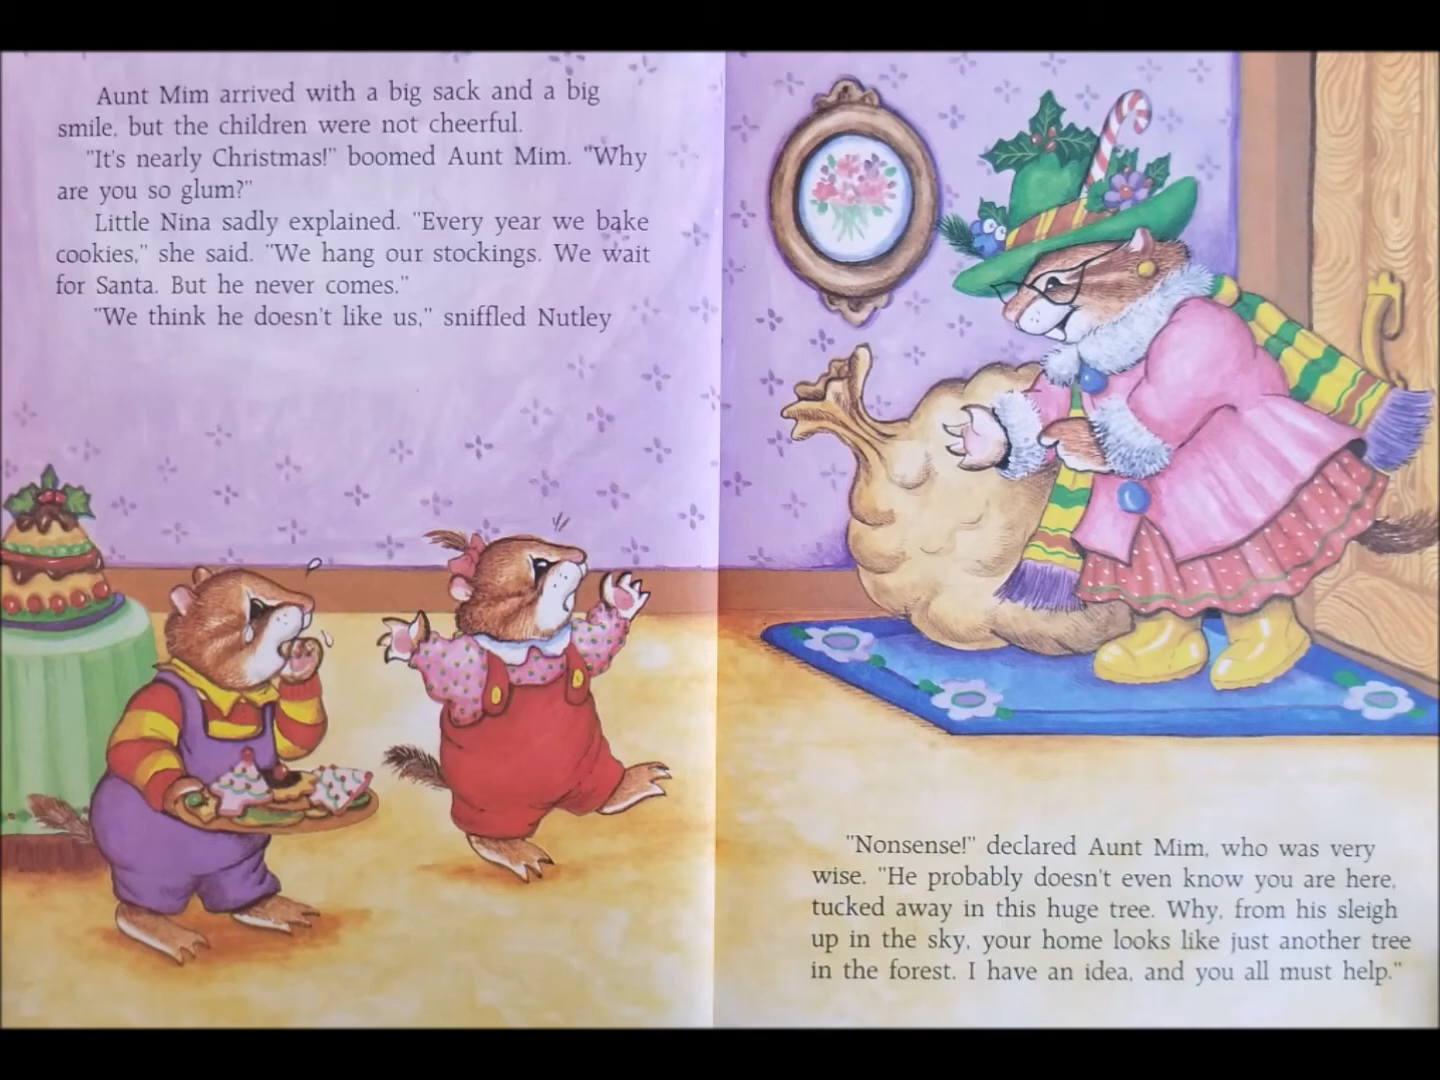 Aunt Mim arrived with a big sack and a big
smile, but the children were not cheerful.
"It's nearly Christmas!" boomed Aunt Mim. "Why
are you so glum?"
Little Nina sadly explained. "Every year we bake
cookies," she said. "We hang our stockings. We wait
for Santa. But he never comes."
"We think he doesn't like us," sniffled Nutley
"Nonsense!" declared Aunt Mim, who was very
wise. "He probably doesn't even know you are here,
tucked away in this huge tree. Why, from his sleigh
up in the sky, your home looks like just another tree
in the forest. I have an idea, and you all must help."